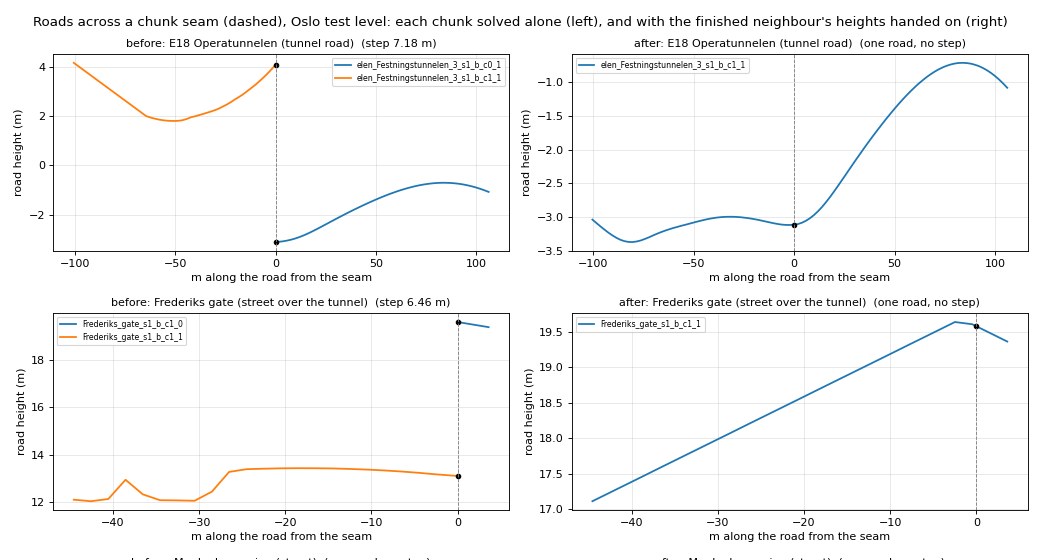 Roads across a chunk seam (dashed), Oslo test level: each chunk solved alone (left), and with the finished neighbour's heights handed on (right)
before: E18 Operatunnelen (tunnel road)  (step 7.18 m)
after: E18 Operatunnelen (tunnel road)  (one road, no step)
elen_Festningstunnelen_3_s1_b_c0_1
elen_Festningstunnelen_3_s1_b_c1_1
elen_Festningstunnelen_3_s1_b_c1_1
road height (m)
4
2
0
−2
−100
−50
0
50
100
m along the road from the seam
road height (m)
−1.0
−1.5
−2.0
−2.5
−3.0
−3.5
−100
−50
0
50
100
m along the road from the seam
before: Frederiks gate (street over the tunnel)  (step 6.46 m)
after: Frederiks gate (street over the tunnel)  (one road, no step)
Frederiks_gate_s1_b_c1_0
Frederiks_gate_s1_b_c1_1
Frederiks_gate_s1_b_c1_1
road height (m)
18
16
14
12
−40
−30
−20
−10
0
m along the road from the seam
road height (m)
19.5
19.0
18.5
18.0
17.5
17.0
−40
−30
−20
−10
0
m along the road from the seam